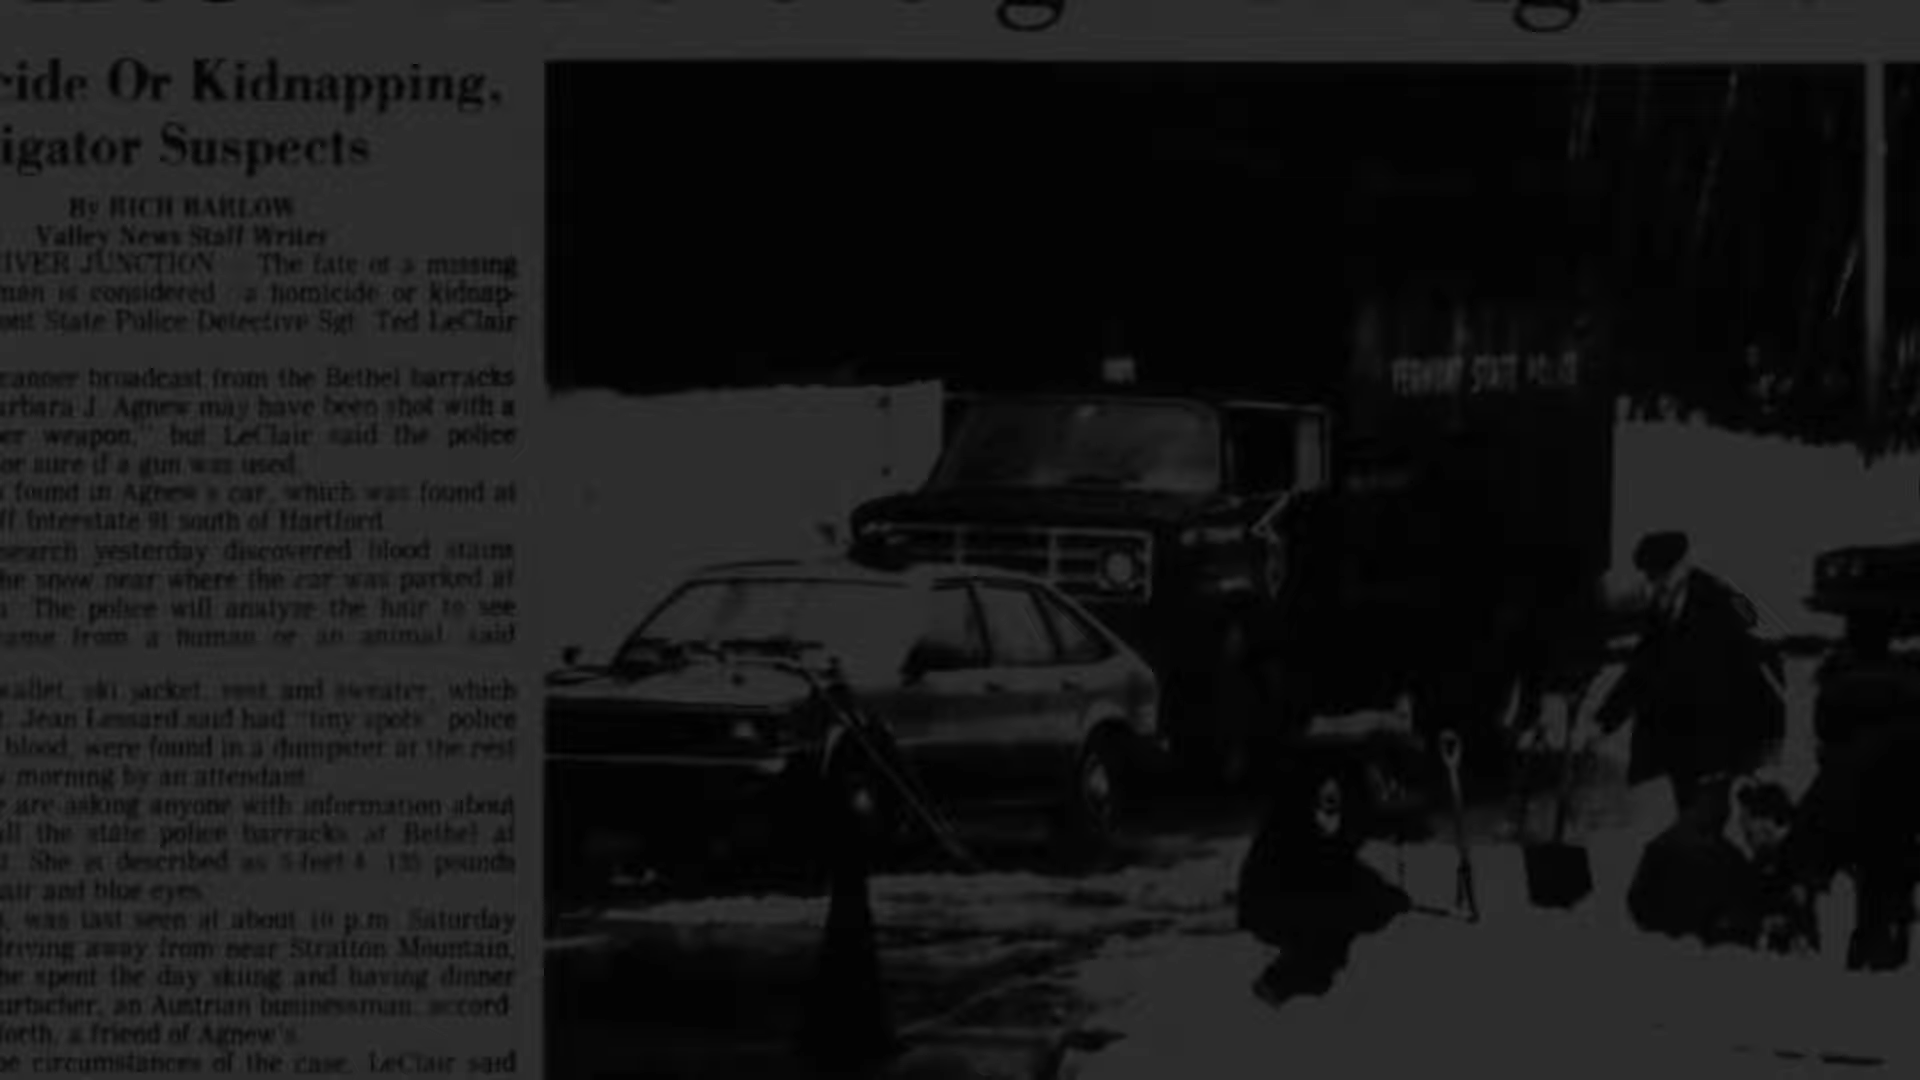 ride Or Kidnapping,
igator Suspects
By RICH BARLOW
Valley News Staff Writer
IVER JUNCTION The fate of a missing
man is considered a homicide or kidnap-
ont State Police Detective Sgt. Ted LeClair
canner broadcast from the Bethel barracks
arbara J. Agnew may have been shot with a
er weapon," but LeClair said the police
or sure if a gun was used.
found in Agnew's car, which was found at
ff Interstate 91 south of Hartford
search yesterday discovered blood stains
he snow near where the car was parked at
The police will analyze the hair to see
came from a human or an animal, said
wallet, ski jacket, vest and sweater, which
t. Jean Lessard said had "tiny spots" police
blood, were found in a dumpster at the rest
y morning by an attendant.
e are asking anyone with information about
all the state police barracks at Bethel at
She is described as 5-feet-4, 135 pounds
air and blue eyes.
, was last seen at about 10 p.m. Saturday
driving away from near Stratton Mountain,
he spent the day skiing and having dinner
urtscher, an Austrian businessman, accord-
forth, a friend of Agnew's.
he circumstances of the case, LeClair said
VERMONT STATE POLICE